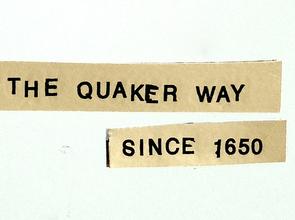 THE QUAKER WAY
SINCE 1650